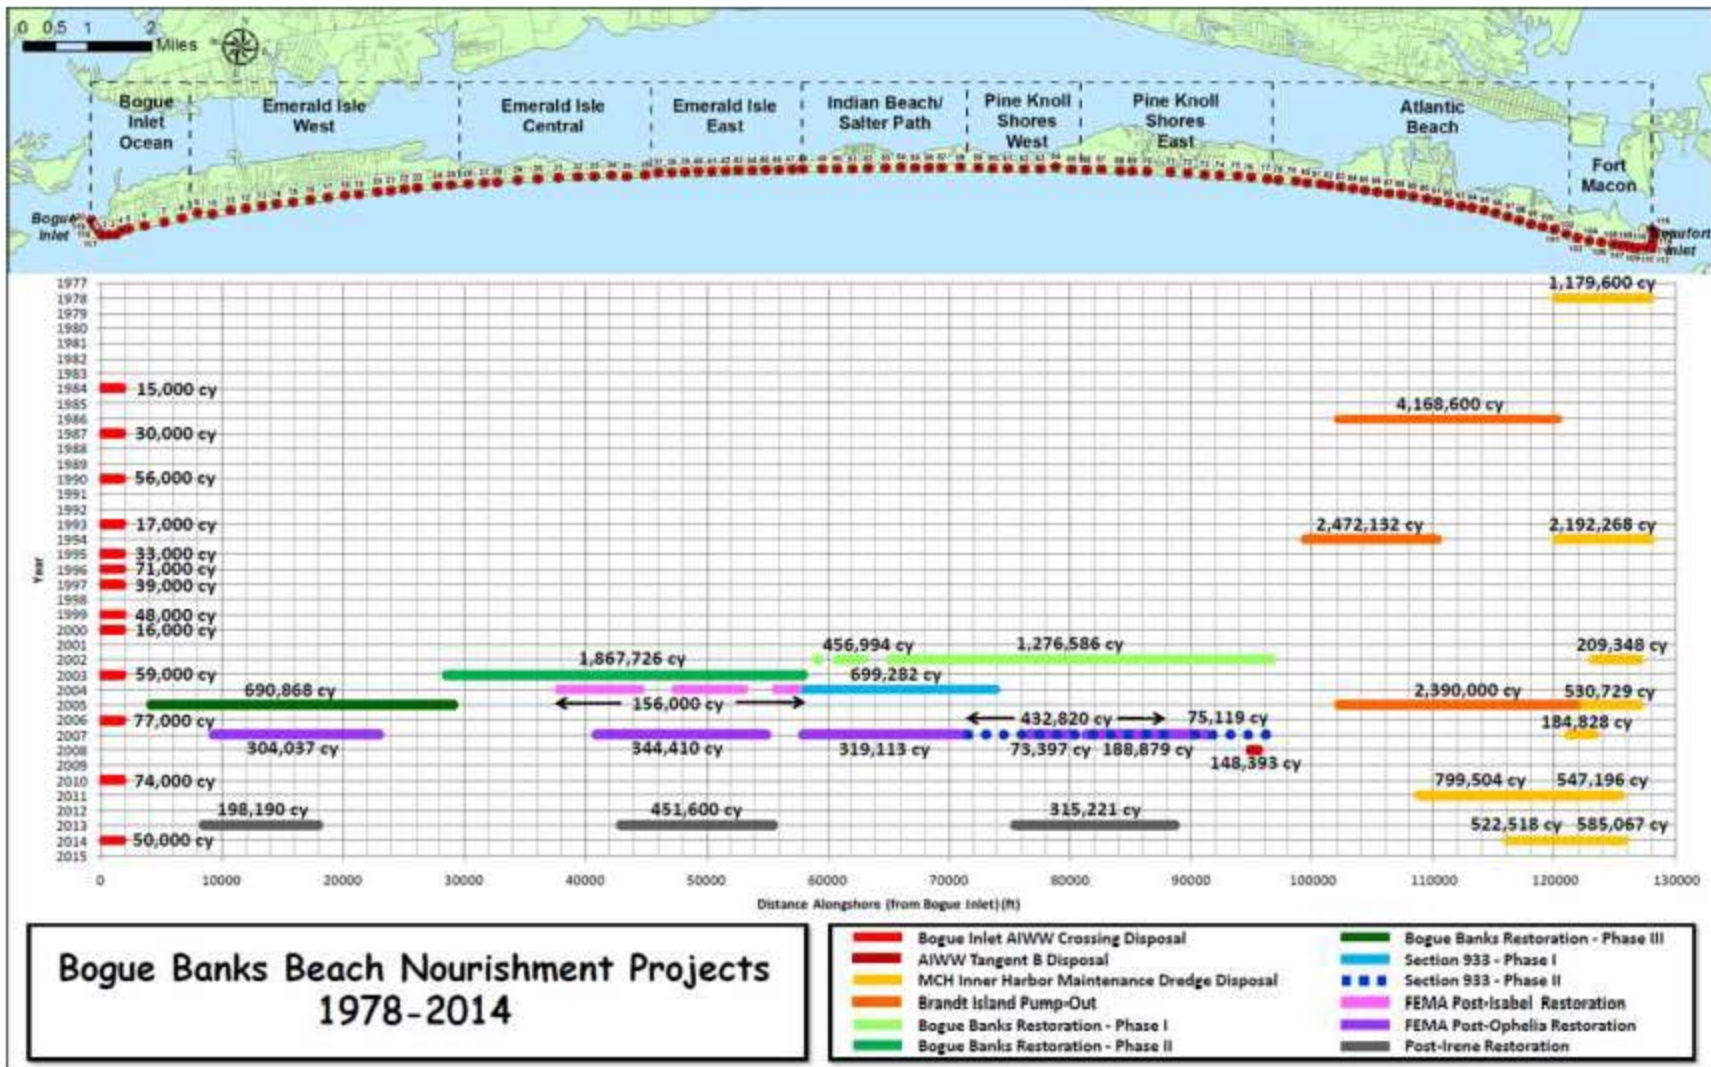 0 0.5 1 2
Miles
Bogue
Inlet
Ocean
Emerald Isle
West
Emerald Isle
Central
Emerald Isle
East
Indian Beach/
Salter Path
Pine Knoll
Shores
West
Pine Knoll
Shores
East
Atlantic
Beach
Fort
Macon
Bogue
Inlet
Beaufort
Inlet
Year
1977
1978
1979
1980
1981
1982
1983
1984
1985
1986
1987
1988
1989
1990
1991
1992
1993
1994
1995
1996
1997
1998
1999
2000
2001
2002
2003
2004
2005
2006
2007
2008
2009
2010
2011
2012
2013
2014
2015
1,179,600 cy
15,000 cy
4,168,600 cy
30,000 cy
56,000 cy
17,000 cy
2,472,132 cy
2,192,268 cy
33,000 cy
71,000 cy
39,000 cy
48,000 cy
16,000 cy
456,994 cy
1,276,586 cy
209,348 cy
1,867,726 cy
59,000 cy
699,282 cy
690,868 cy
156,000 cy
2,390,000 cy
530,729 cy
77,000 cy
432,820 cy
75,119 cy
184,828 cy
304,037 cy
344,410 cy
319,113 cy
73,397 cy
188,879 cy
148,393 cy
74,000 cy
799,504 cy
547,196 cy
198,190 cy
451,600 cy
315,221 cy
522,518 cy
585,067 cy
50,000 cy
0 10000 20000 30000 40000 50000 60000 70000 80000 90000 100000 110000 120000 130000
Distance Alongshore (from Bogue Inlet) (ft)
Bogue Banks Beach Nourishment Projects
1978-2014
Bogue Inlet AIWW Crossing Disposal
AIWW Tangent B Disposal
MCH Inner Harbor Maintenance Dredge Disposal
Brandt Island Pump-Out
Bogue Banks Restoration - Phase I
Bogue Banks Restoration - Phase II
Bogue Banks Restoration - Phase III
Section 933 - Phase I
Section 933 - Phase II
FEMA Post-Isabel Restoration
FEMA Post-Ophelia Restoration
Post-Irene Restoration